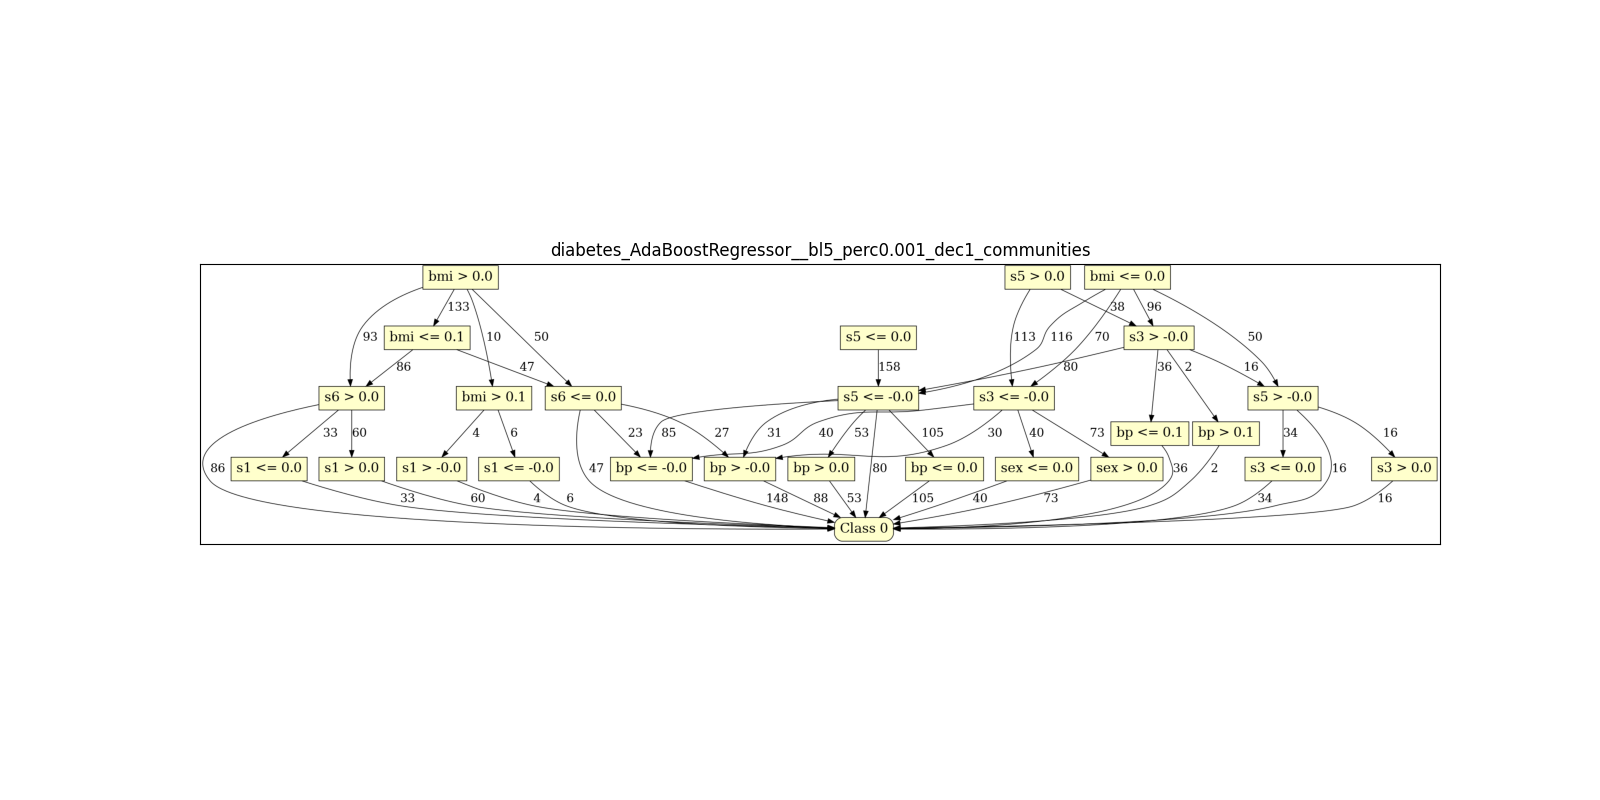 diabetes_AdaBoostRegressor__bl5_perc0.001_dec1_communities
bmi > 0.0
s5 > 0.0
bmi <= 0.0
133
38
96
93
bmi <= 0.1
10
50
s5 <= 0.0
113
116
70
s3 > -0.0
50
86
47
158
80
36
2
16
s6 > 0.0
bmi > 0.1
s6 <= 0.0
s5 <= -0.0
s3 <= -0.0
s5 > -0.0
33
60
4
6
23
85
27
31
40
53
105
30
40
73
bp <= 0.1
bp > 0.1
34
16
86
s1 <= 0.0
s1 > 0.0
s1 > -0.0
s1 <= -0.0
47
bp <= -0.0
bp > -0.0
bp > 0.0
80
bp <= 0.0
sex <= 0.0
sex > 0.0
36
2
s3 <= 0.0
16
s3 > 0.0
33
60
4
6
148
88
53
105
40
73
34
16
Class 0